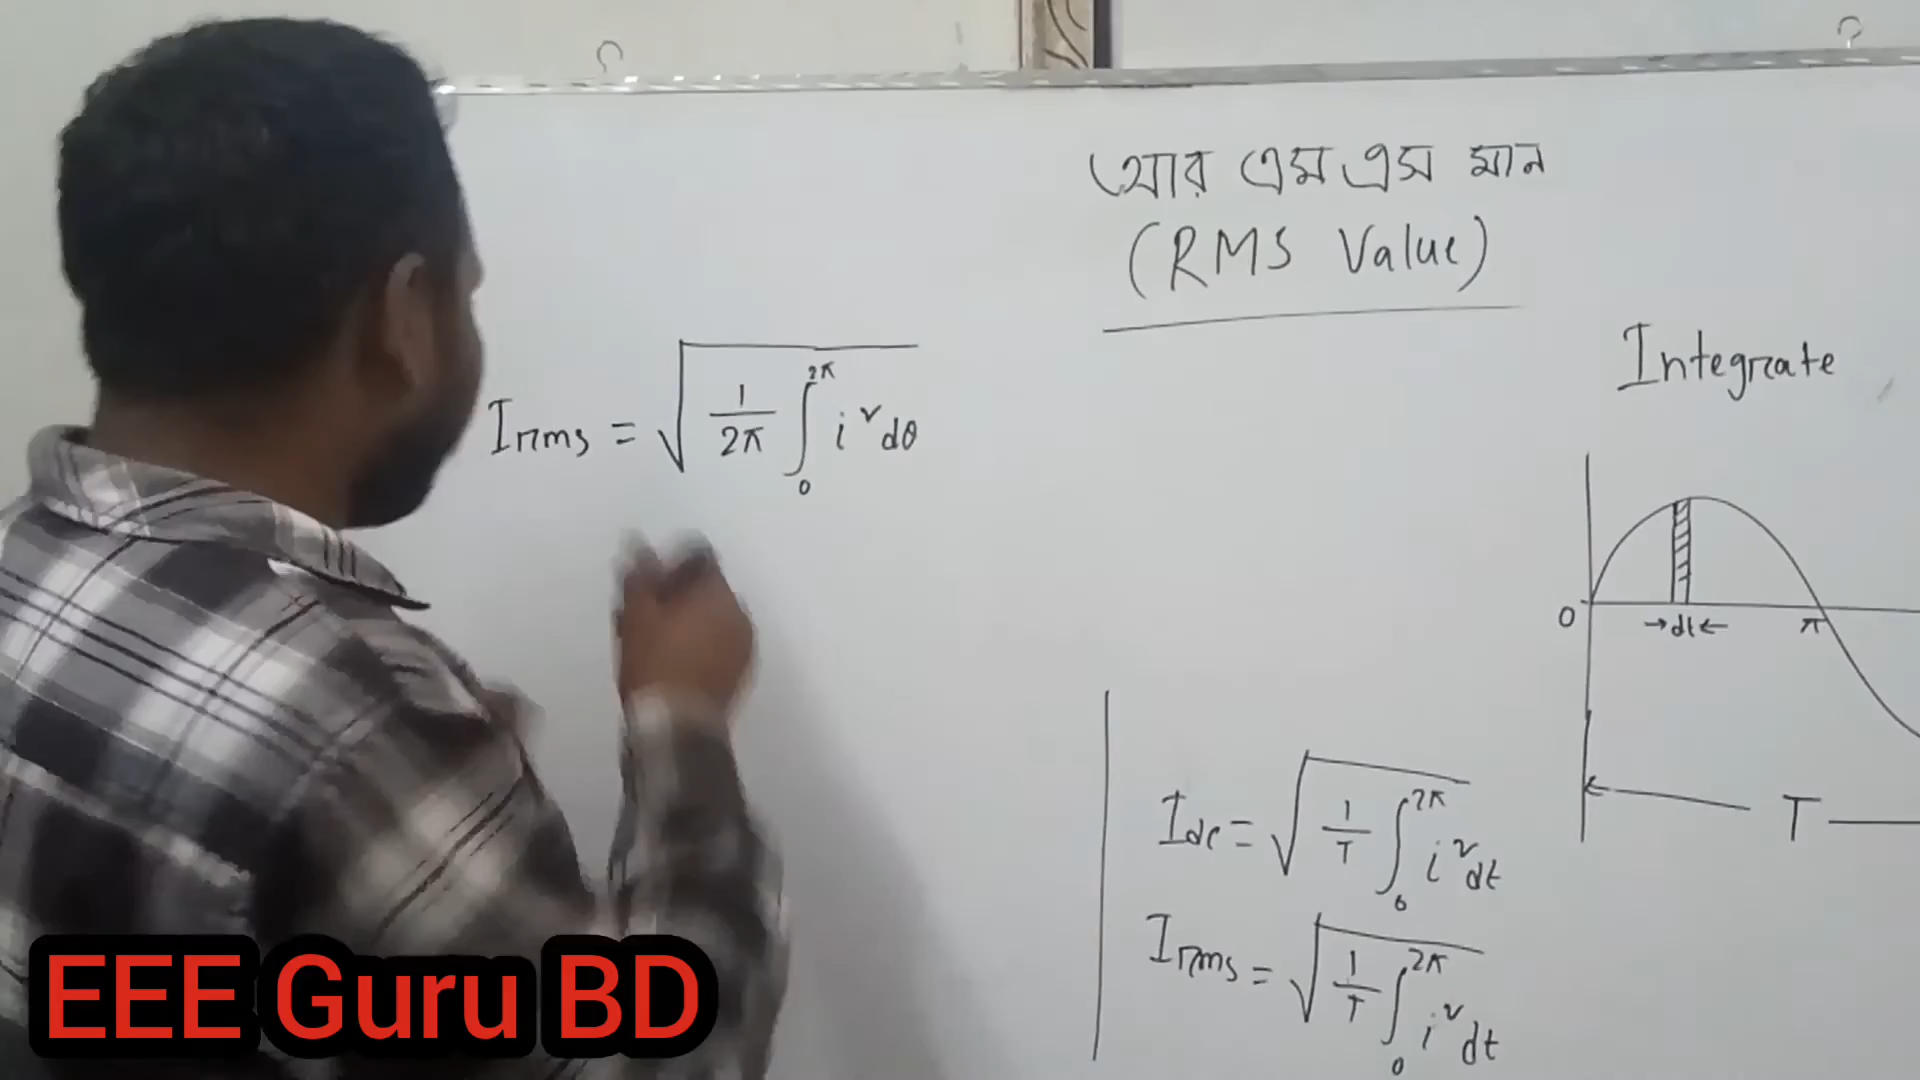 আর এম এস মান
(RMS Value)
Integrate
Irms = √(1/2π ∫₀^2π i² dθ)
0
→dt←
π
T
Idc = √(1/T ∫₀^2π i² dt)
Irms = √(1/T ∫₀^2π i² dt)
EEE Guru BD